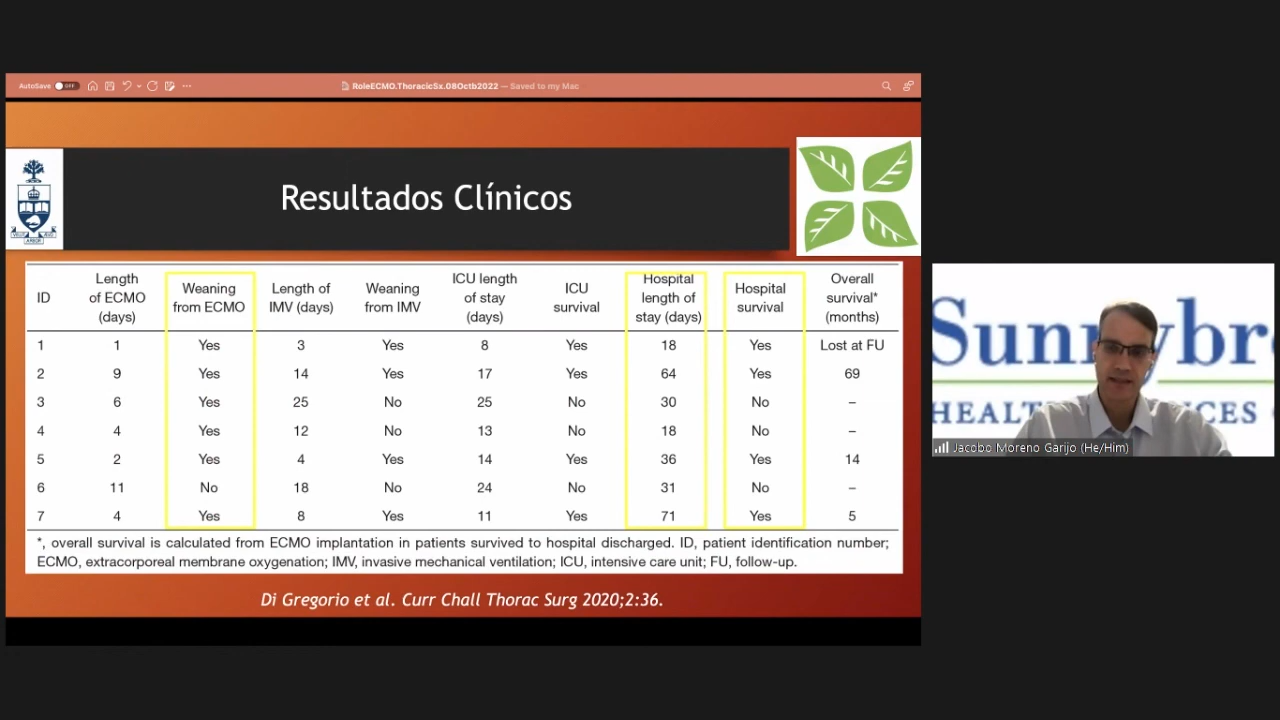 AutoSave OFF RoleECMO.ThoracicSx.08Octb2022 — Saved to my Mac
Resultados Clínicos
ID Length of ECMO (days) Weaning from ECMO Length of IMV (days) Weaning from IMV ICU length of stay (days) ICU survival Hospital length of stay (days) Hospital survival Overall survival* (months)
1 1 Yes 3 Yes 8 Yes 18 Yes Lost at FU
2 9 Yes 14 Yes 17 Yes 64 Yes 69
3 6 Yes 25 No 25 No 30 No –
4 4 Yes 12 No 13 No 18 No –
5 2 Yes 4 Yes 14 Yes 36 Yes 14
6 11 No 18 No 24 No 31 No –
7 4 Yes 8 Yes 11 Yes 71 Yes 5
*, overall survival is calculated from ECMO implantation in patients survived to hospital discharged. ID, patient identification number;
ECMO, extracorporeal membrane oxygenation; IMV, invasive mechanical ventilation; ICU, intensive care unit; FU, follow-up.
Di Gregorio et al. Curr Chall Thorac Surg 2020;2:36.
Jacobo Moreno Garijo (He/Him)